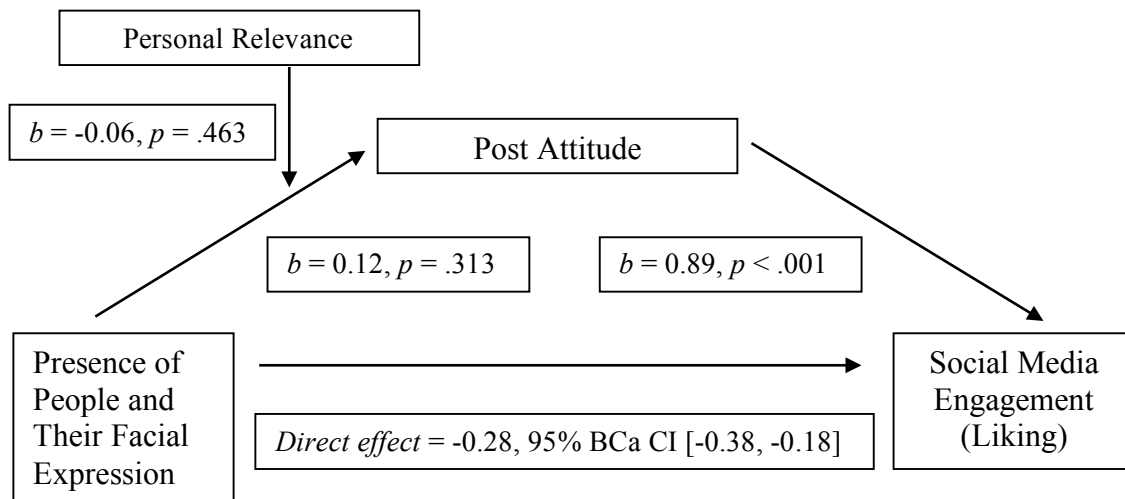 Personal Relevance
b = -0.06, p = .463
Post Attitude
b = 0.12, p = .313
b = 0.89, p < .001
Presence of
People and
Their Facial
Expression
Social Media
Engagement
(Liking)
Direct effect = -0.28, 95% BCa CI [-0.38, -0.18]